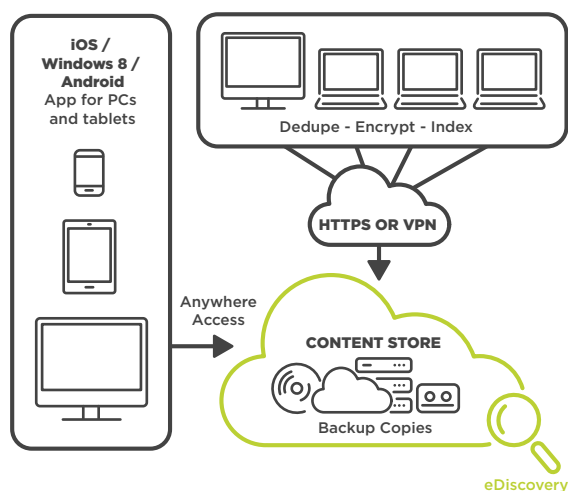 iOS /
Windows 8 /
Android
App for PCs
and tablets
Dedupe - Encrypt - Index
HTTPS OR VPN
Anywhere
Access
CONTENT STORE
Backup Copies
eDiscovery